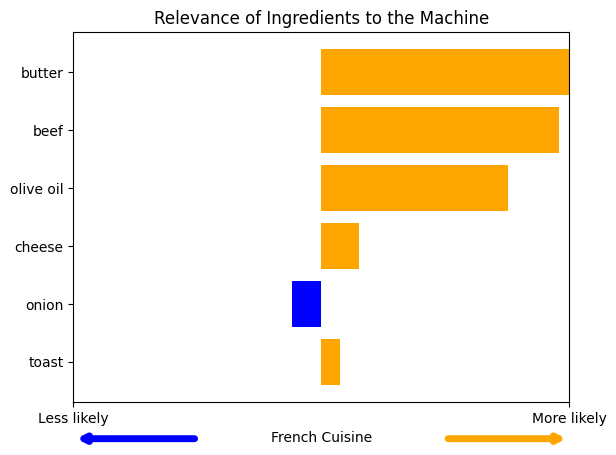 Relevance of Ingredients to the Machine
butter
beef
olive oil
cheese
onion
toast
Less likely
More likely
French Cuisine